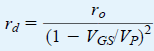 r_d = r_o / (1 − V_GS/V_P)²